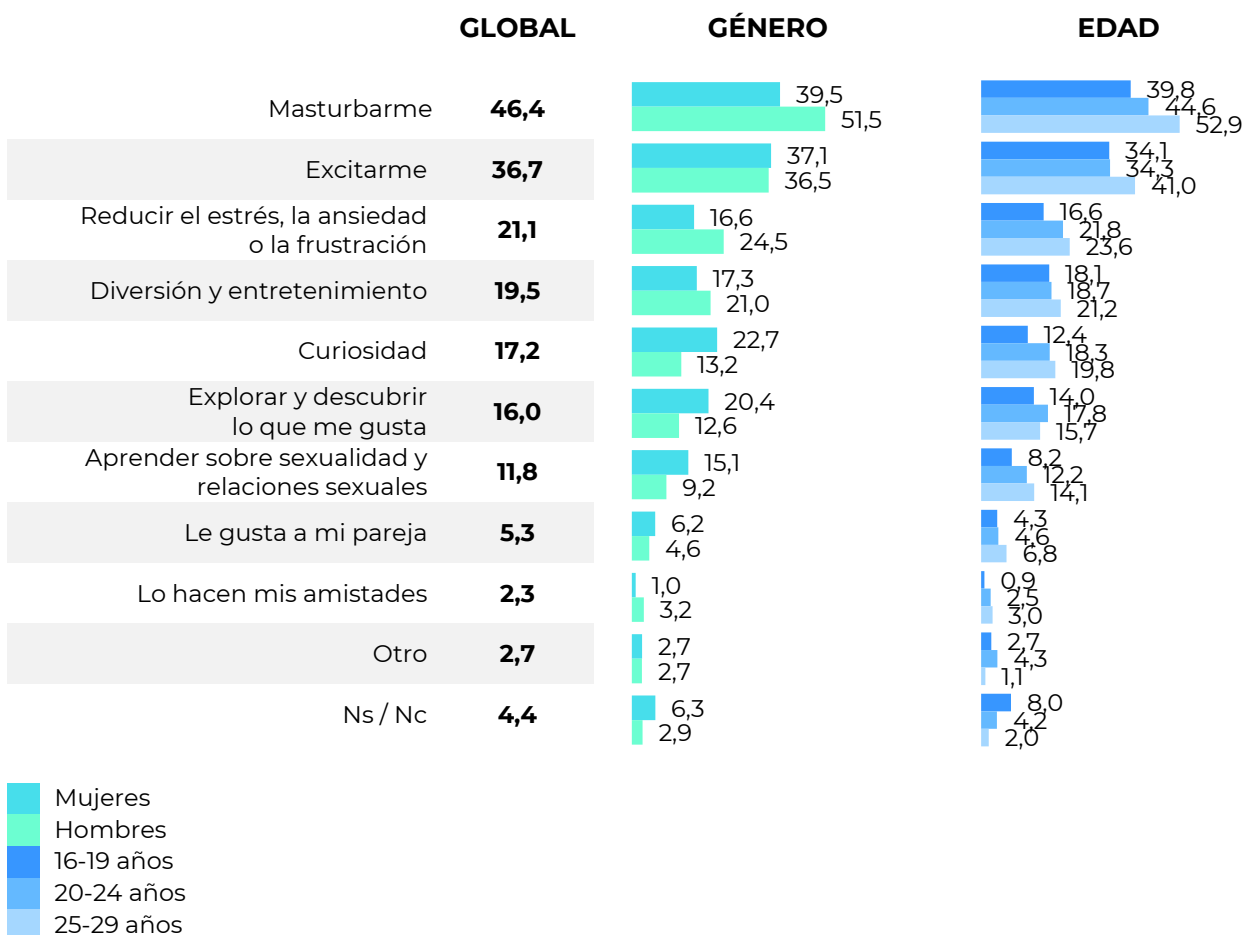 GLOBAL GÉNERO EDAD
Masturbarme 46,4 39,5 51,5 39,8 44,6 52,9
Excitarme 36,7 37,1 36,5 34,1 34,3 41,0
Reducir el estrés, la ansiedad
o la frustración 21,1 16,6 24,5 16,6 21,8 23,6
Diversión y entretenimiento 19,5 17,3 21,0 18,1 18,7 21,2
Curiosidad 17,2 22,7 13,2 12,4 18,3 19,8
Explorar y descubrir
lo que me gusta 16,0 20,4 12,6 14,0 17,8 15,7
Aprender sobre sexualidad y
relaciones sexuales 11,8 15,1 9,2 8,2 12,2 14,1
Le gusta a mi pareja 5,3 6,2 4,6 4,3 4,6 6,8
Lo hacen mis amistades 2,3 1,0 3,2 0,9 2,5 3,0
Otro 2,7 2,7 2,7 2,7 4,3 1,1
Ns / Nc 4,4 6,3 2,9 8,0 4,2 2,0
Mujeres
Hombres
16-19 años
20-24 años
25-29 años